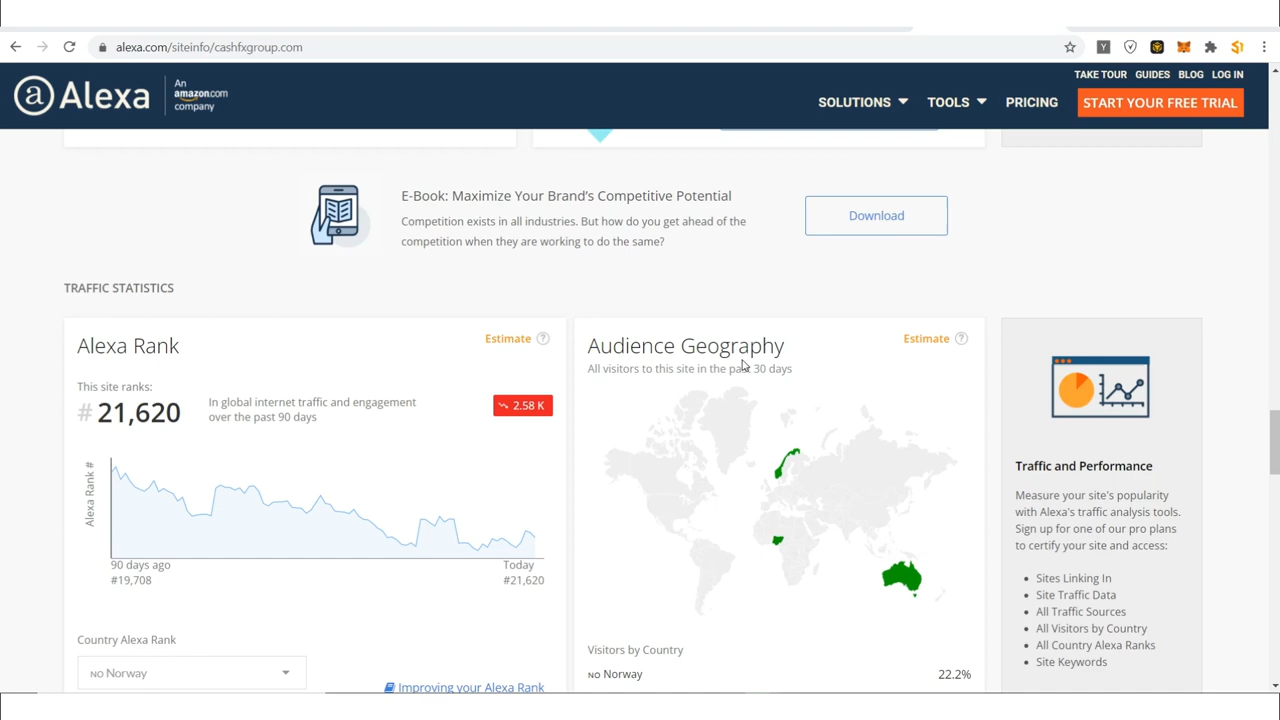 alexa.com/siteinfo/cashfxgroup.com
Alexa
An
amazon.com
company
TAKE TOUR GUIDES BLOG LOG IN
SOLUTIONS TOOLS PRICING START YOUR FREE TRIAL
E-Book: Maximize Your Brand's Competitive Potential
Competition exists in all industries. But how do you get ahead of the
competition when they are working to do the same?
Download
TRAFFIC STATISTICS
Alexa Rank
Estimate ?
This site ranks:
# 21,620
In global internet traffic and engagement
over the past 90 days
2.58 K
Alexa Rank #
90 days ago
#19,708
Today
#21,620
Country Alexa Rank
NO Norway
Improving your Alexa Rank
Audience Geography
Estimate ?
All visitors to this site in the past 30 days
Visitors by Country
NO Norway 22.2%
Traffic and Performance
Measure your site's popularity
with Alexa's traffic analysis tools.
Sign up for one of our pro plans
to certify your site and access:
• Sites Linking In
• Site Traffic Data
• All Traffic Sources
• All Visitors by Country
• All Country Alexa Ranks
• Site Keywords